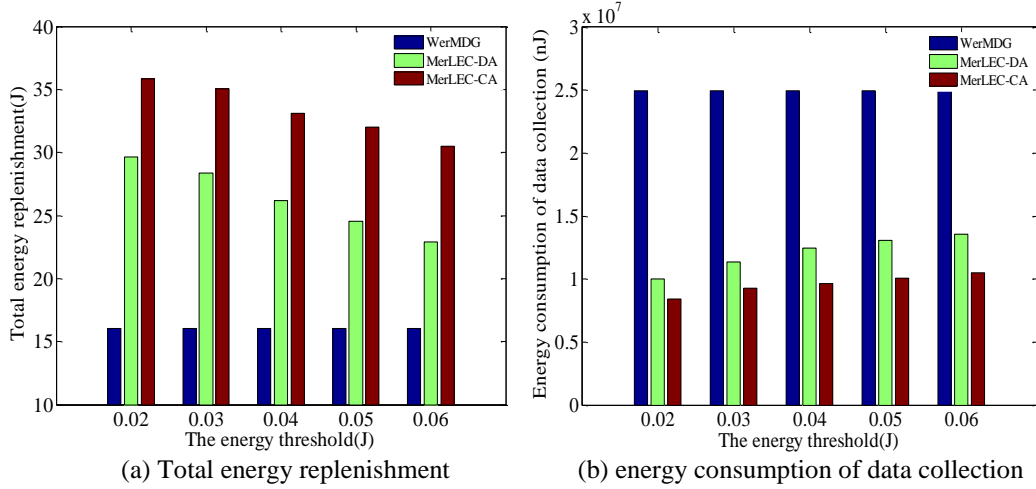 40
35
30
25
20
15
10
Total energy replenishment(J)
WerMDG
MerLEC-DA
MerLEC-CA
0.02 0.03 0.04 0.05 0.06
The energy threshold(J)
(a) Total energy replenishment
x 10^7
3
2.5
2
1.5
1
0.5
0
Energy consumption of data collection (nJ)
WerMDG
MerLEC-DA
MerLEC-CA
0.02 0.03 0.04 0.05 0.06
The energy threshold(J)
(b) energy consumption of data collection